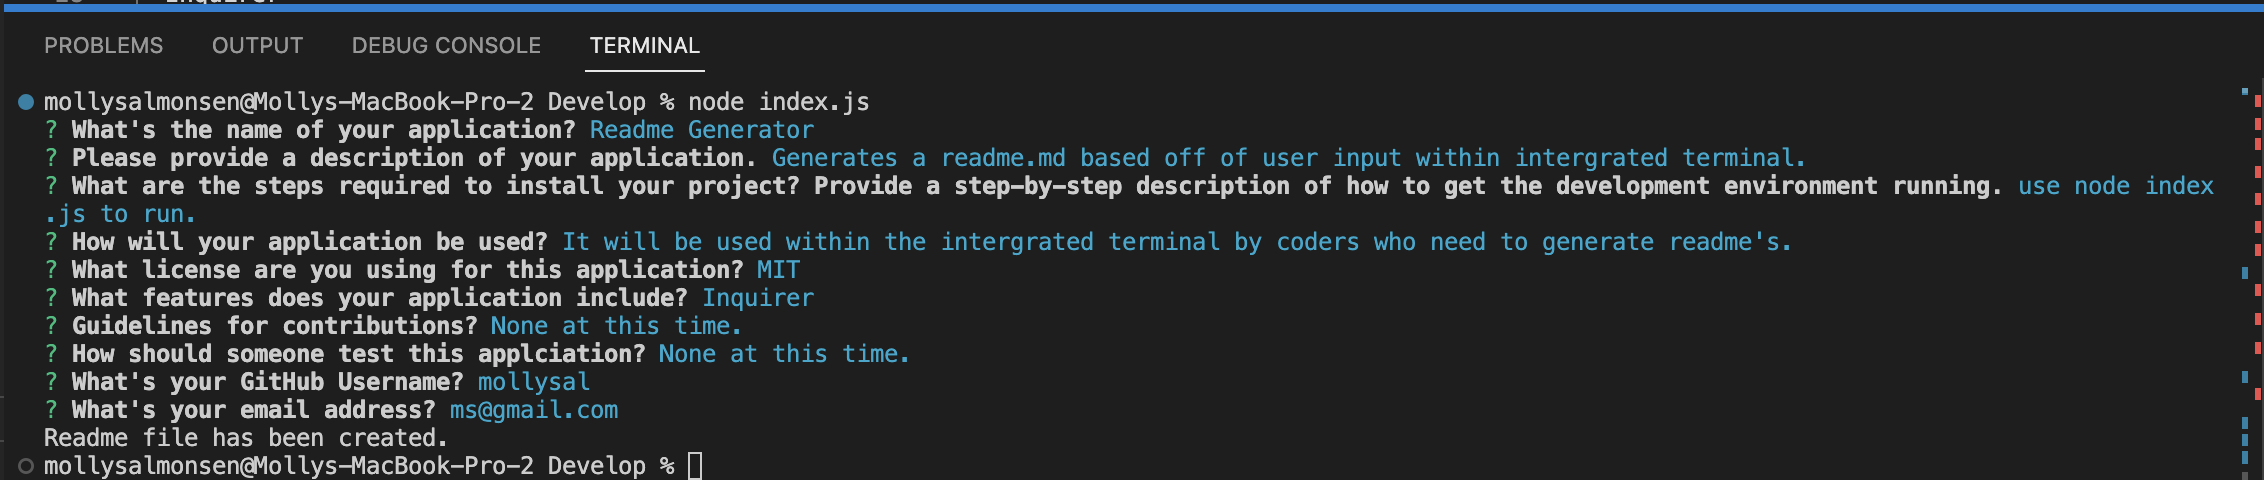 PROBLEMS OUTPUT DEBUG CONSOLE TERMINAL
mollysalmonsen@Mollys-MacBook-Pro-2 Develop % node index.js
? What's the name of your application? Readme Generator
? Please provide a description of your application. Generates a readme.md based off of user input within intergrated terminal.
? What are the steps required to install your project? Provide a step-by-step description of how to get the development environment running. use node index
.js to run.
? How will your application be used? It will be used within the intergrated terminal by coders who need to generate readme's.
? What license are you using for this application? MIT
? What features does your application include? Inquirer
? Guidelines for contributions? None at this time.
? How should someone test this applciation? None at this time.
? What's your GitHub Username? mollysal
? What's your email address? ms@gmail.com
Readme file has been created.
mollysalmonsen@Mollys-MacBook-Pro-2 Develop %